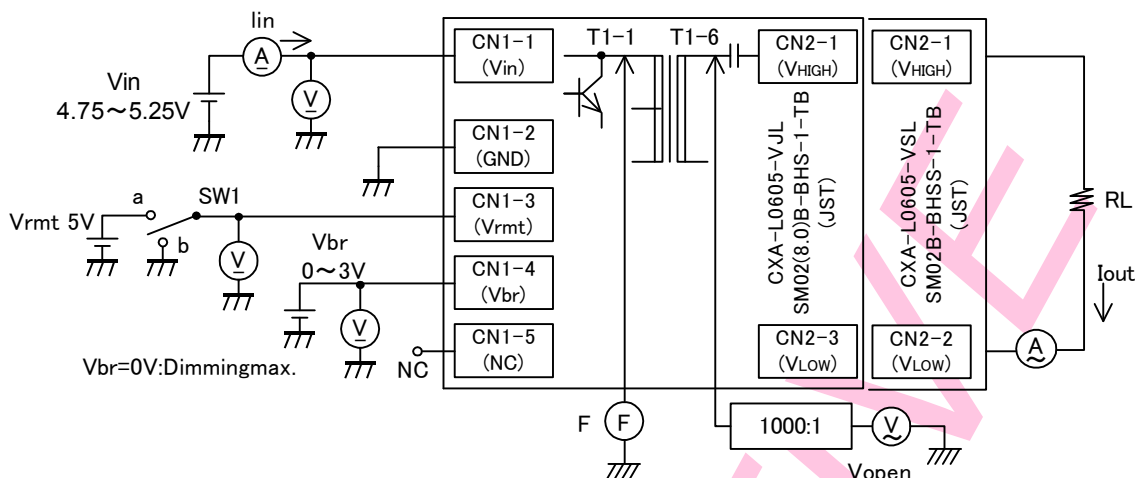 Iin
A
Vin
4.75～5.25V
V
CN1-1
(Vin)
T1-1
T1-6
CN2-1
(VHIGH)
CN2-1
(VHIGH)
CN1-2
(GND)
Vrmt 5V
a
b
SW1
V
CN1-3
(Vrmt)
Vbr
0～3V
V
CN1-4
(Vbr)
Vbr=0V:Dimmingmax.
NC
CN1-5
(NC)
CXA-L0605-VJL
SM02(8.0)B-BHS-1-TB
(JST)
CXA-L0605-VSL
SM02B-BHSS-1-TB
(JST)
RL
Iout
CN2-3
(VLOW)
CN2-2
(VLOW)
A
F
F
1000:1
V
Vopen